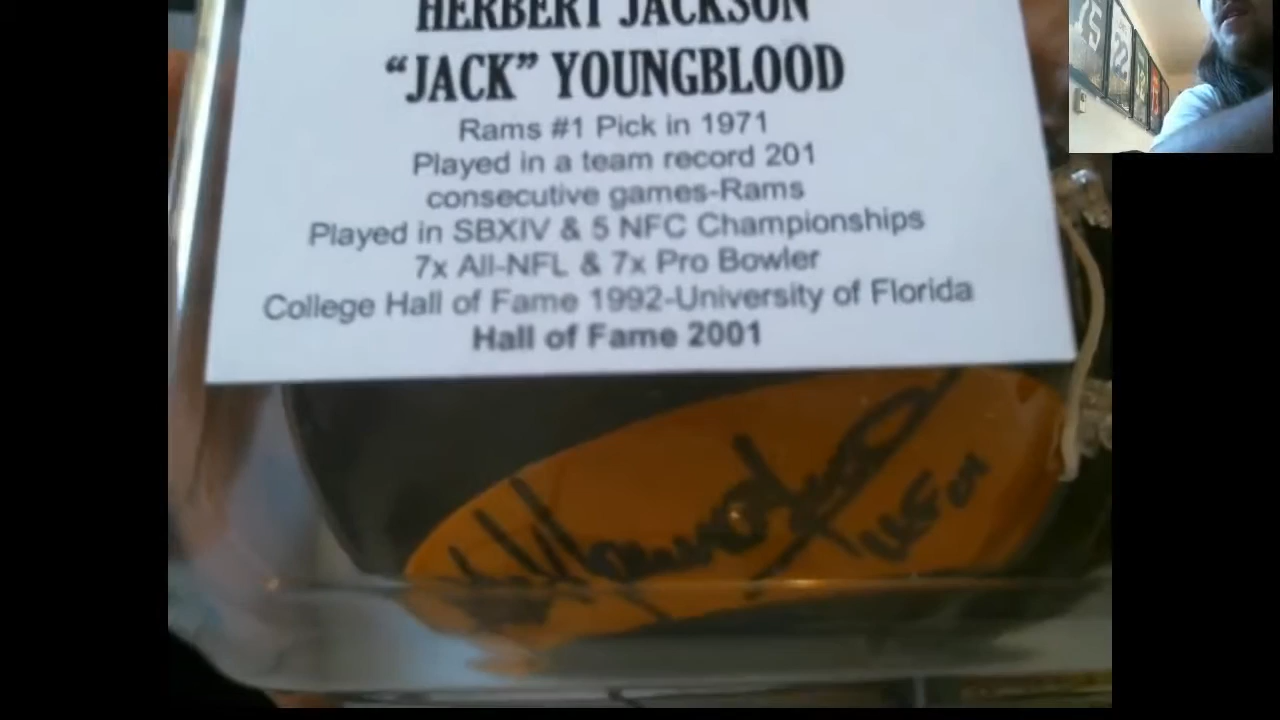 HERBERT JACKSON
“JACK” YOUNGBLOOD
Rams #1 Pick in 1971
Played in a team record 201
consecutive games-Rams
Played in SBXIV & 5 NFC Championships
7x All-NFL & 7x Pro Bowler
College Hall of Fame 1992-University of Florida
Hall of Fame 2001